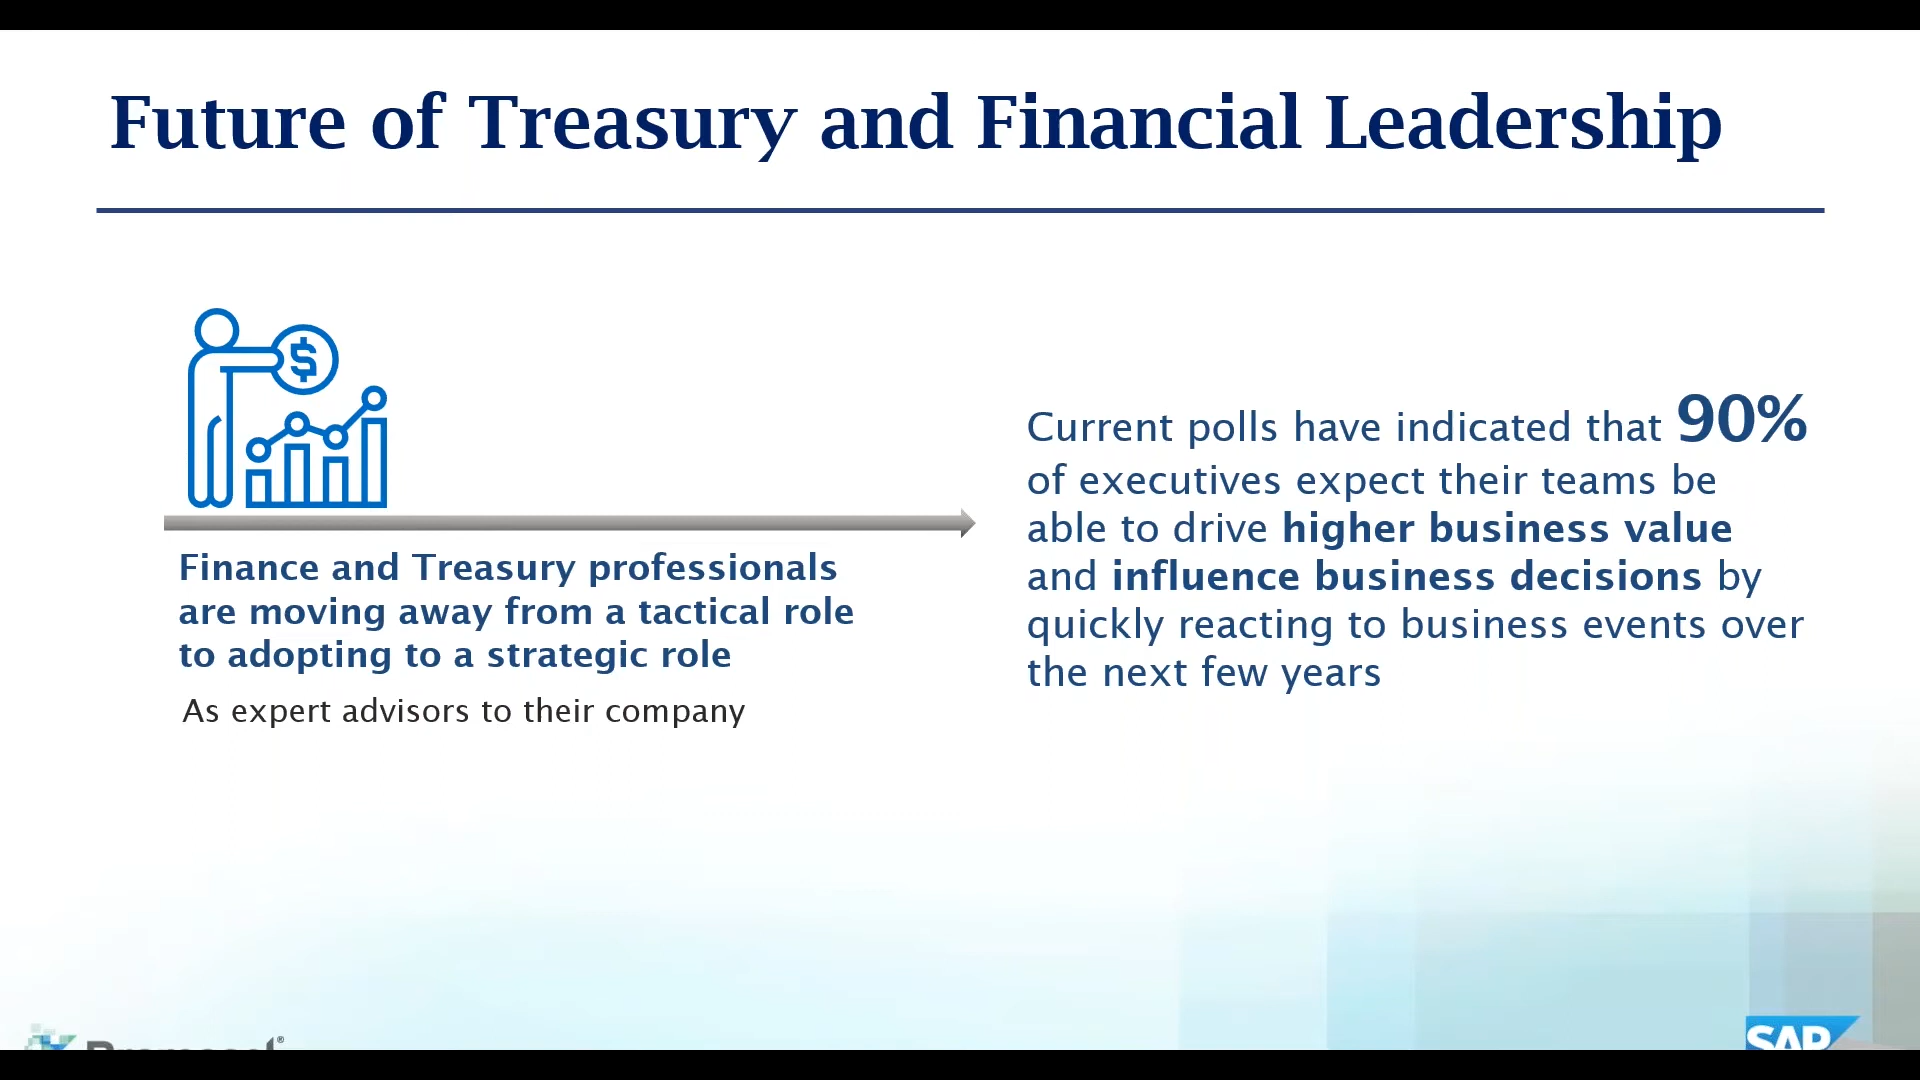 Future of Treasury and Financial Leadership
$
Finance and Treasury professionals
are moving away from a tactical role
to adopting to a strategic role
As expert advisors to their company
Current polls have indicated that 90%
of executives expect their teams be
able to drive higher business value
and influence business decisions by
quickly reacting to business events over
the next few years
SAP